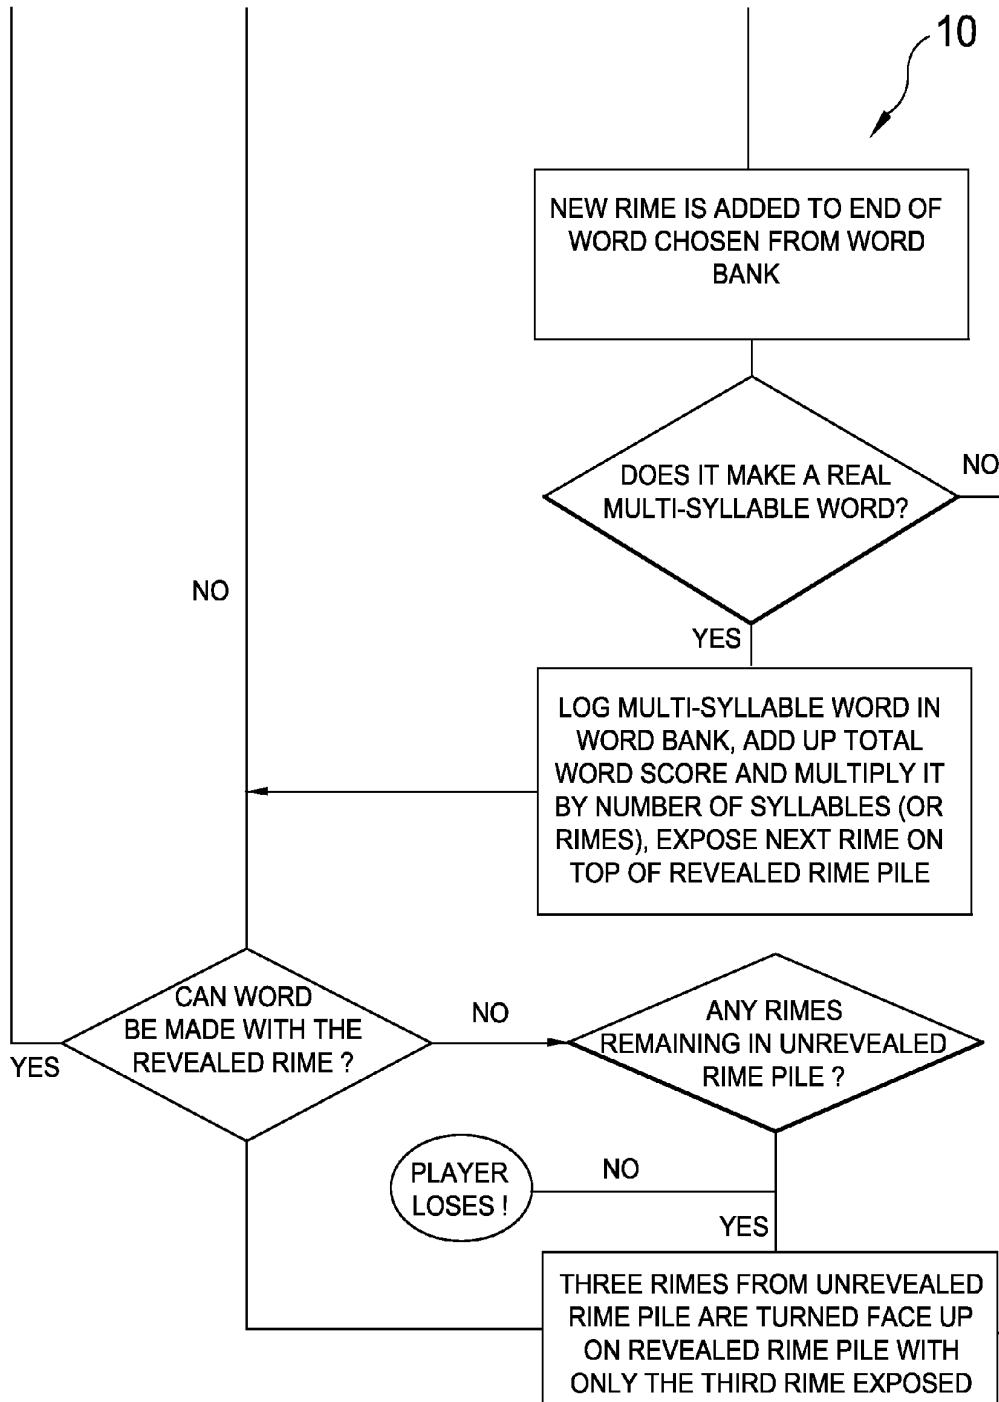 10
NEW RIME IS ADDED TO END OF
WORD CHOSEN FROM WORD
BANK
DOES IT MAKE A REAL
MULTI-SYLLABLE WORD?
NO
NO
YES
LOG MULTI-SYLLABLE WORD IN
WORD BANK, ADD UP TOTAL
WORD SCORE AND MULTIPLY IT
BY NUMBER OF SYLLABLES (OR
RIMES), EXPOSE NEXT RIME ON
TOP OF REVEALED RIME PILE
CAN WORD
BE MADE WITH THE
REVEALED RIME ?
YES
NO
ANY RIMES
REMAINING IN UNREVEALED
RIME PILE ?
PLAYER
LOSES !
NO
YES
THREE RIMES FROM UNREVEALED
RIME PILE ARE TURNED FACE UP
ON REVEALED RIME PILE WITH
ONLY THE THIRD RIME EXPOSED